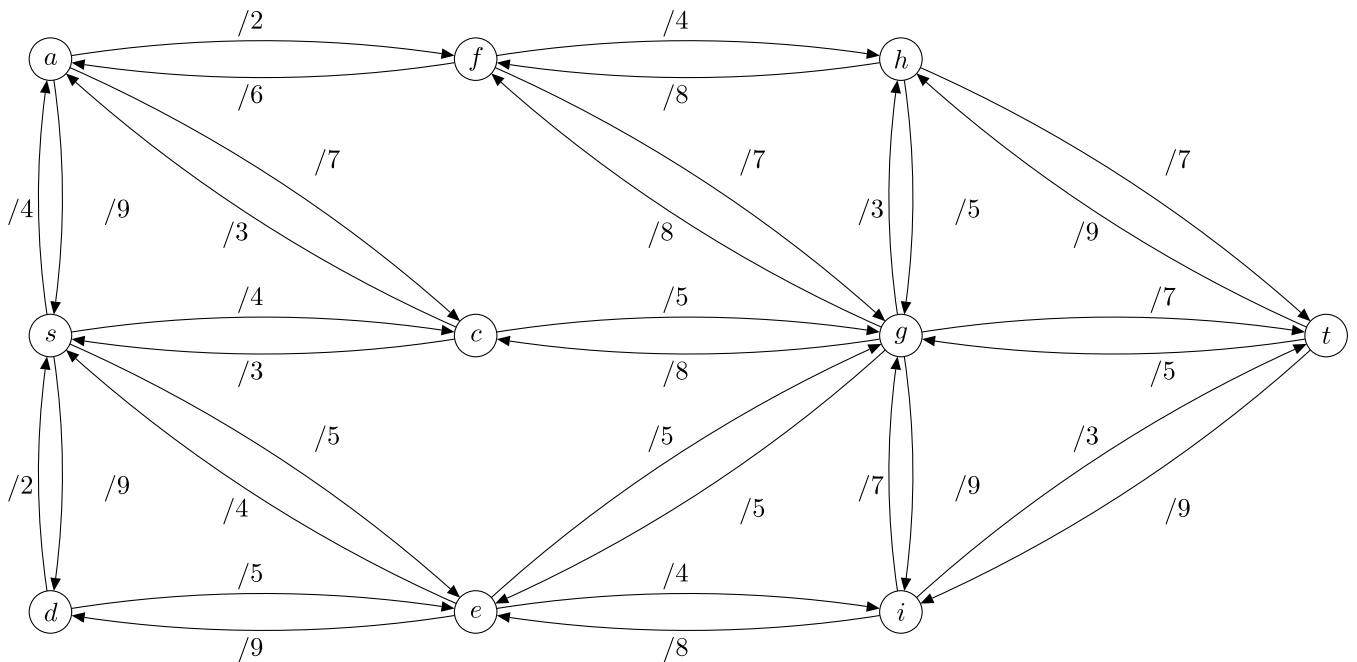 /2 /4
a f h
/6 /8
/7 /7 /7
/4 /9 /3 /8 /3 /5 /9
/4 /5 /7
s c g t
/3 /8 /5
/5 /5 /3
/2 /9 /4 /5 /7 /9 /9
/5 /4
d e i
/9 /8